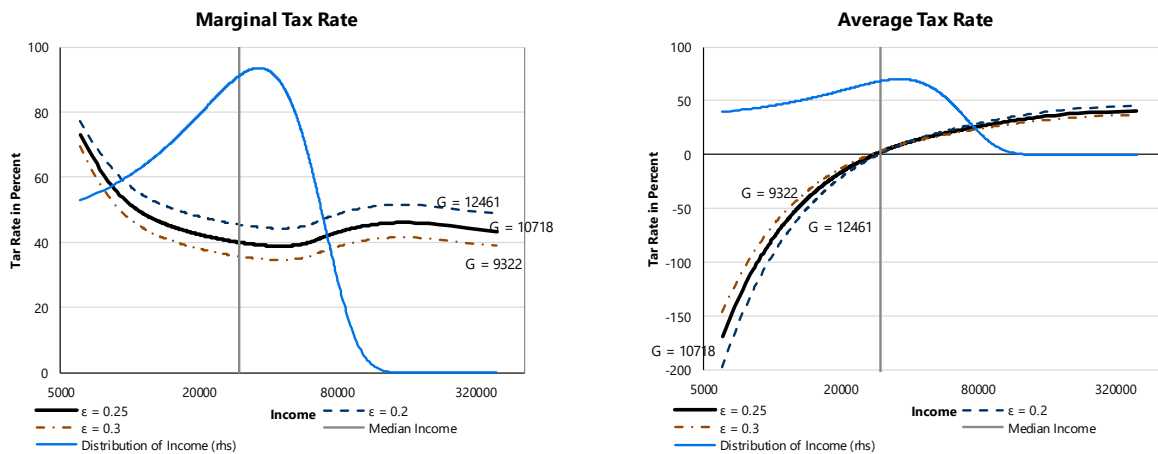 Marginal Tax Rate
100
80
60
40
20
0
Tar Rate in Percent
G = 12461
G = 10718
G = 9322
5000
20000
80000
320000
Income
ε = 0.25
ε = 0.2
ε = 0.3
Median Income
Distribution of Income (rhs)
Average Tax Rate
100
50
0
-50
-100
-150
-200
Tar Rate in Percent
G = 9322
G = 12461
G = 10718
5000
20000
80000
320000
Income
ε = 0.25
ε = 0.2
ε = 0.3
Median Income
Distribution of Income (rhs)